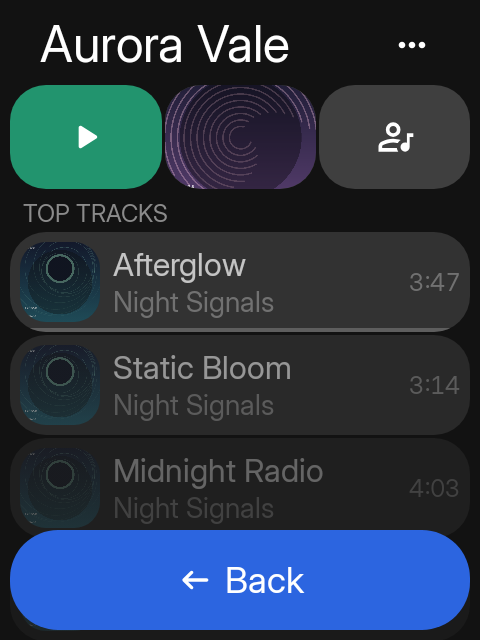 Aurora Vale
TOP TRACKS
Afterglow
Night Signals
3:47
Static Bloom
Night Signals
3:14
Midnight Radio
Night Signals
4:03
Back